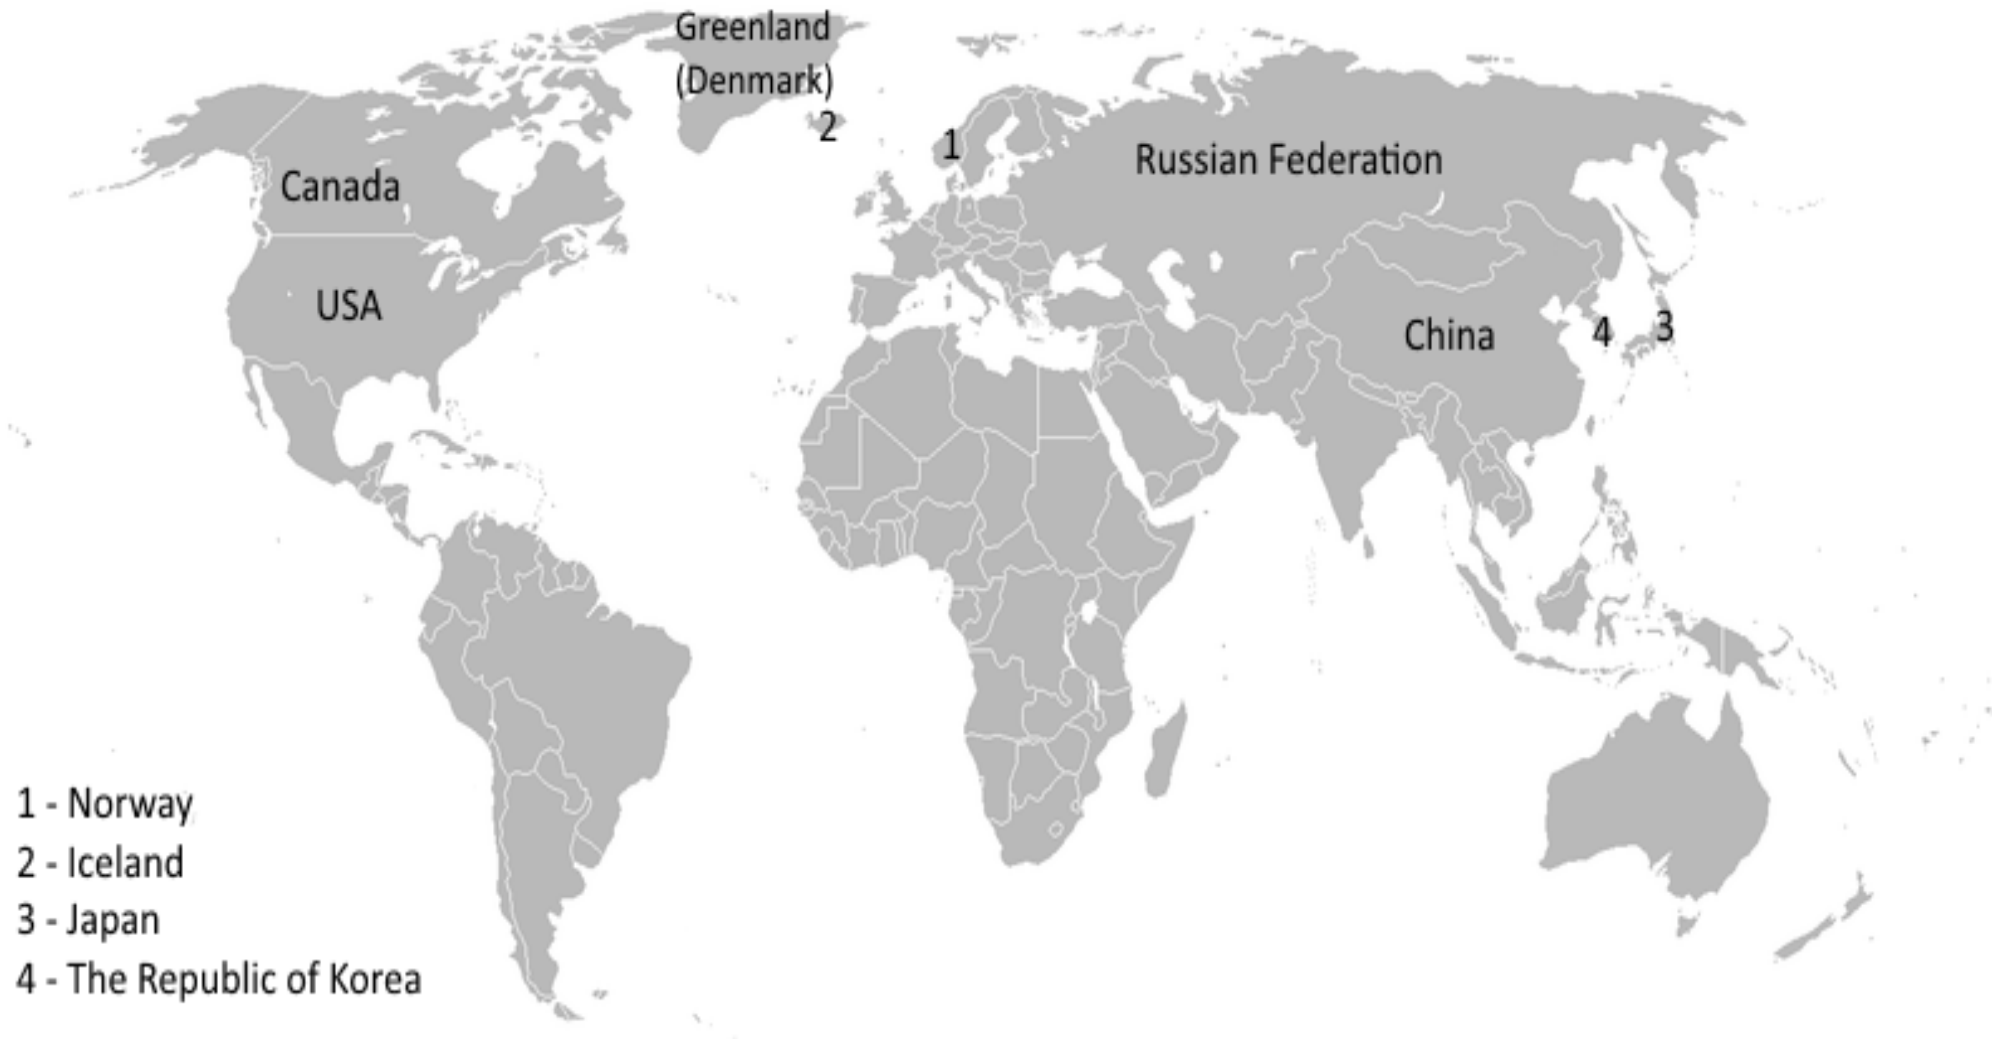 Greenland
(Denmark)
2
1
Russian Federation
Canada
USA
China
4
3
1 - Norway
2 - Iceland
3 - Japan
4 - The Republic of Korea